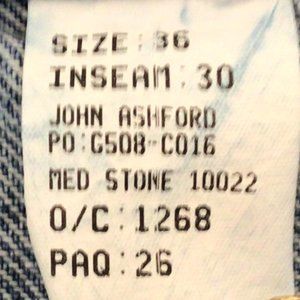 SIZE:36
INSEAM:30
JOHN ASHFORD
PO:G508-C016
MED STONE 10022
O/C:1268
PAQ:26